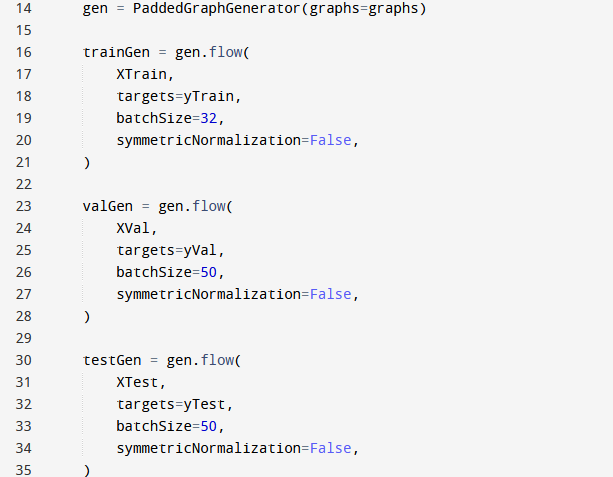 14 gen = PaddedGraphGenerator(graphs=graphs)
15
16 trainGen = gen.flow(
17 XTrain,
18 targets=yTrain,
19 batchSize=32,
20 symmetricNormalization=False,
21 )
22
23 valGen = gen.flow(
24 XVal,
25 targets=yVal,
26 batchSize=50,
27 symmetricNormalization=False,
28 )
29
30 testGen = gen.flow(
31 XTest,
32 targets=yTest,
33 batchSize=50,
34 symmetricNormalization=False,
35 )